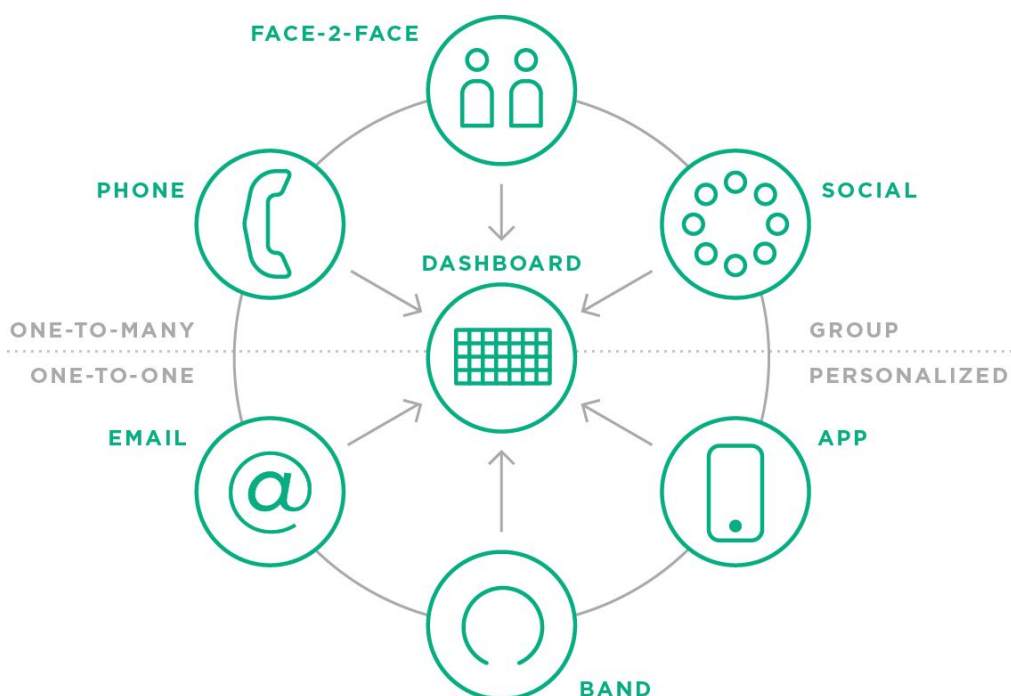 FACE-2-FACE
PHONE
SOCIAL
DASHBOARD
ONE-TO-MANY
GROUP
ONE-TO-ONE
PERSONALIZED
EMAIL
APP
@
BAND